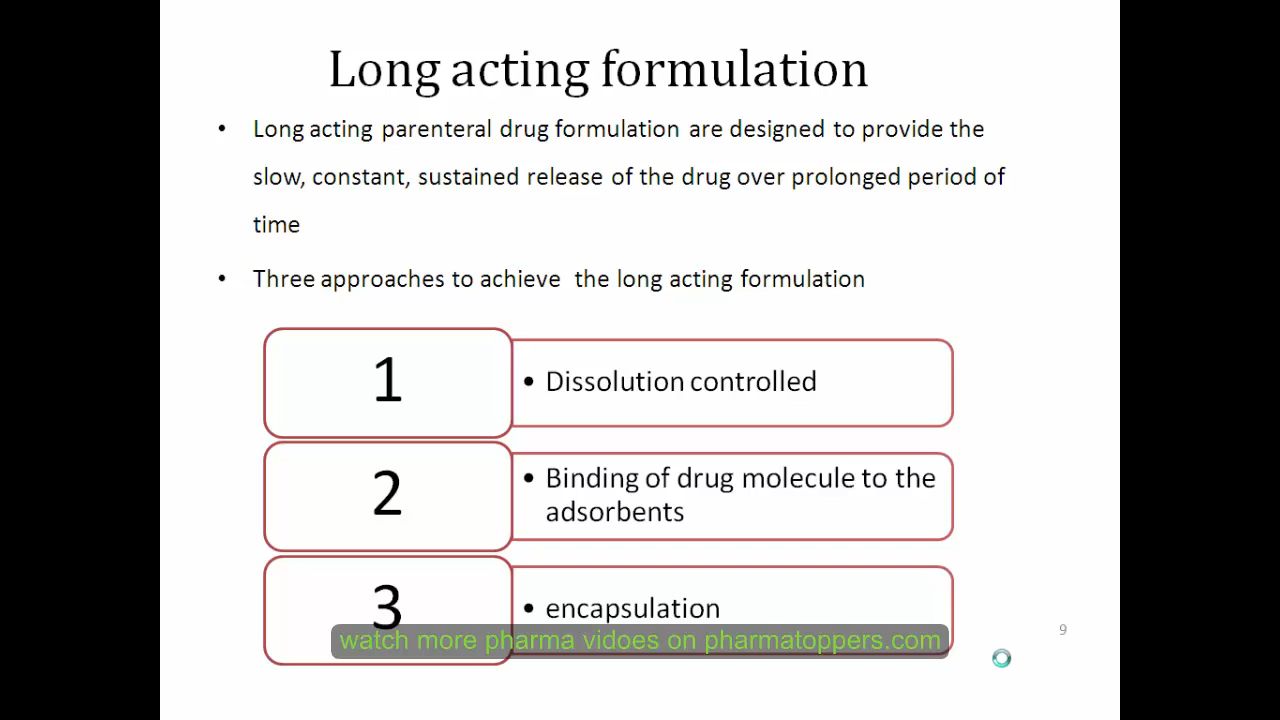 Long acting formulation
• Long acting parenteral drug formulation are designed to provide the
slow, constant, sustained release of the drug over prolonged period of
time
• Three approaches to achieve the long acting formulation
1
• Dissolution controlled
2
• Binding of drug molecule to the
adsorbents
3
• encapsulation
watch more pharma vidoes on pharmatoppers.com
9